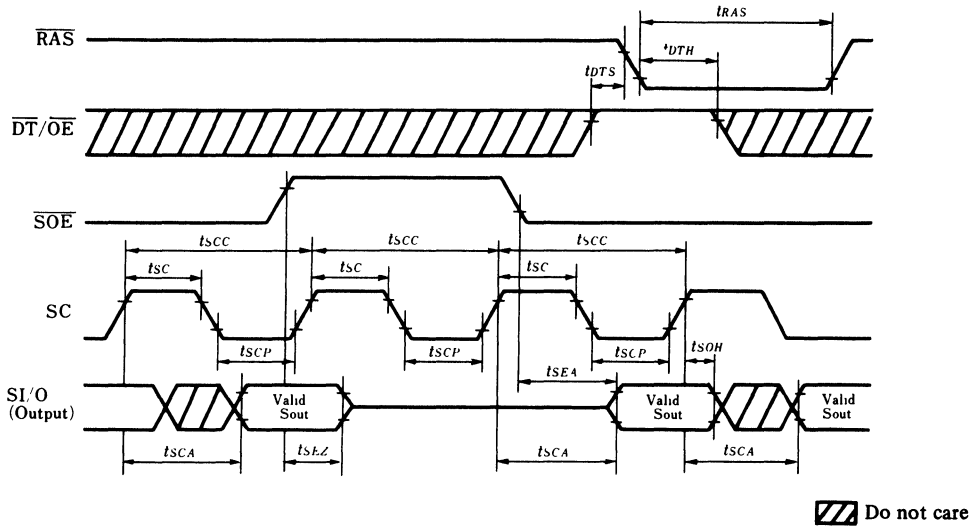 tRAS
RAS
tDTH
tDTS
DT/OE
SOE
tSCC tSCC tSCC
tSC tSC tSC
SC
tSCP tSCP tSCP tSOH
tSEA
SI/O
(Output)
Valid
Sout
Valid
Sout
Valid
Sout
tSCA tSEZ tSCA tSCA
Do not care